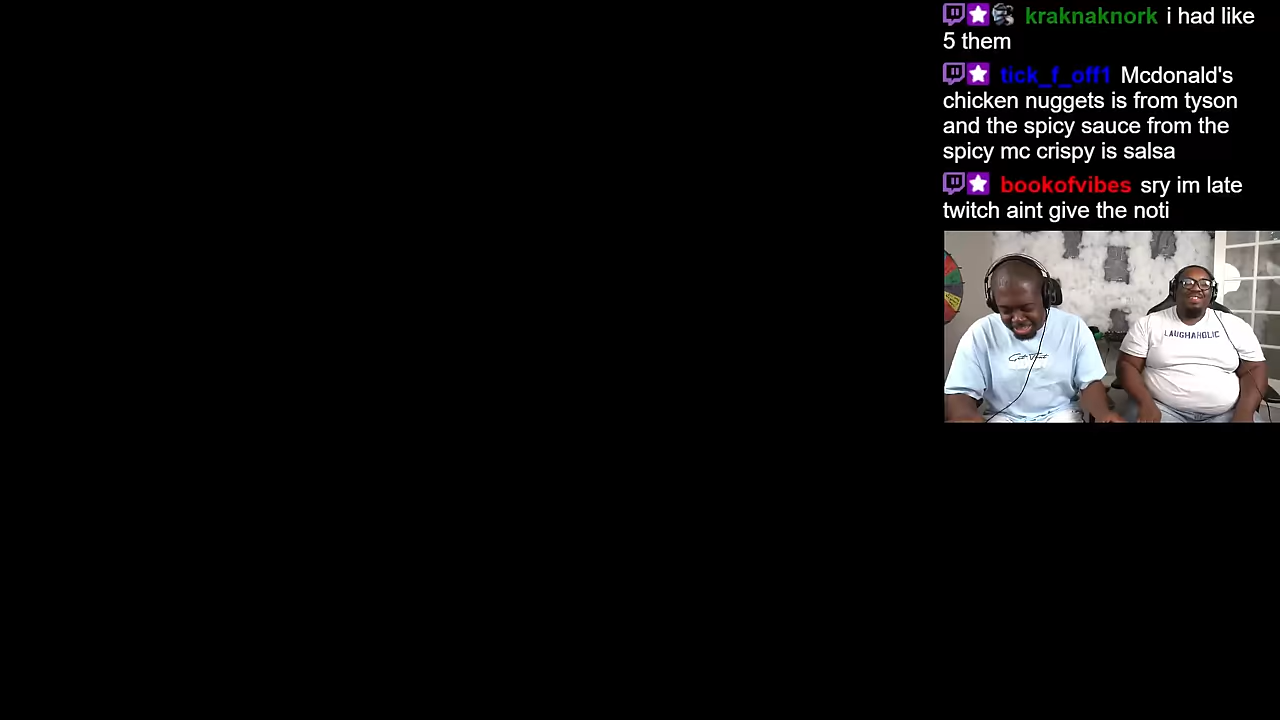 kraknaknork i had like
5 them
tick_f_off1 Mcdonald's
chicken nuggets is from tyson
and the spicy sauce from the
spicy mc crispy is salsa
bookofvibes sry im late
twitch aint give the noti
LAUGHAHOLIC